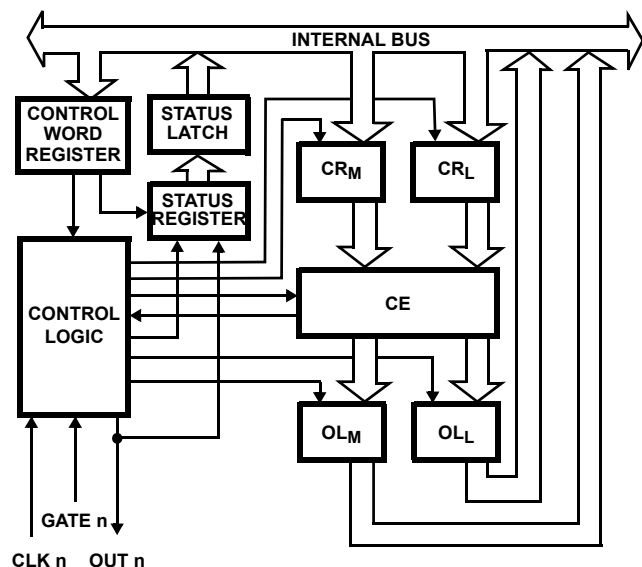 INTERNAL BUS
CONTROL
WORD
REGISTER
STATUS
LATCH
STATUS
REGISTER
CRM
CRL
CONTROL
LOGIC
CE
OLM
OLL
GATE n
CLK n
OUT n